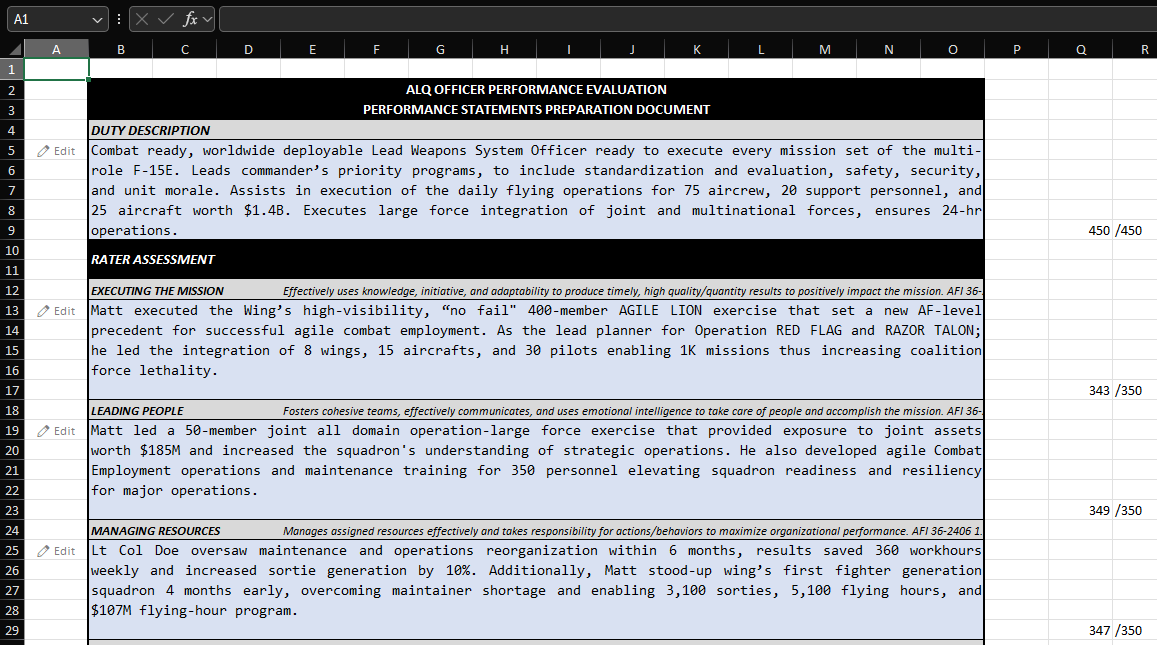 A1
fx
A B C D E F G H I J K L M N O P Q R
1
2 ALQ OFFICER PERFORMANCE EVALUATION
3 PERFORMANCE STATEMENTS PREPARATION DOCUMENT
4 DUTY DESCRIPTION
5 Edit Combat ready, worldwide deployable Lead Weapons System Officer ready to execute every mission set of the multi-
6 role F-15E. Leads commander’s priority programs, to include standardization and evaluation, safety, security,
7 and unit morale. Assists in execution of the daily flying operations for 75 aircrew, 20 support personnel, and
8 25 aircraft worth $1.4B. Executes large force integration of joint and multinational forces, ensures 24-hr
9 operations. 450 /450
10 RATER ASSESSMENT
11
12 EXECUTING THE MISSION Effectively uses knowledge, initiative, and adaptability to produce timely, high quality/quantity results to positively impact the mission. AFI 36-
13 Edit Matt executed the Wing’s high-visibility, “no fail" 400-member AGILE LION exercise that set a new AF-level
14 precedent for successful agile combat employment. As the lead planner for Operation RED FLAG and RAZOR TALON;
15 he led the integration of 8 wings, 15 aircrafts, and 30 pilots enabling 1K missions thus increasing coalition
16 force lethality.
17 343 /350
18 LEADING PEOPLE Fosters cohesive teams, effectively communicates, and uses emotional intelligence to take care of people and accomplish the mission. AFI 36-
19 Edit Matt led a 50-member joint all domain operation-large force exercise that provided exposure to joint assets
20 worth $185M and increased the squadron's understanding of strategic operations. He also developed agile Combat
21 Employment operations and maintenance training for 350 personnel elevating squadron readiness and resiliency
22 for major operations.
23 349 /350
24 MANAGING RESOURCES Manages assigned resources effectively and takes responsibility for actions/behaviors to maximize organizational performance. AFI 36-2406 1.
25 Edit Lt Col Doe oversaw maintenance and operations reorganization within 6 months, results saved 360 workhours
26 weekly and increased sortie generation by 10%. Additionally, Matt stood-up wing’s first fighter generation
27 squadron 4 months early, overcoming maintainer shortage and enabling 3,100 sorties, 5,100 flying hours, and
28 $107M flying-hour program.
29 347 /350